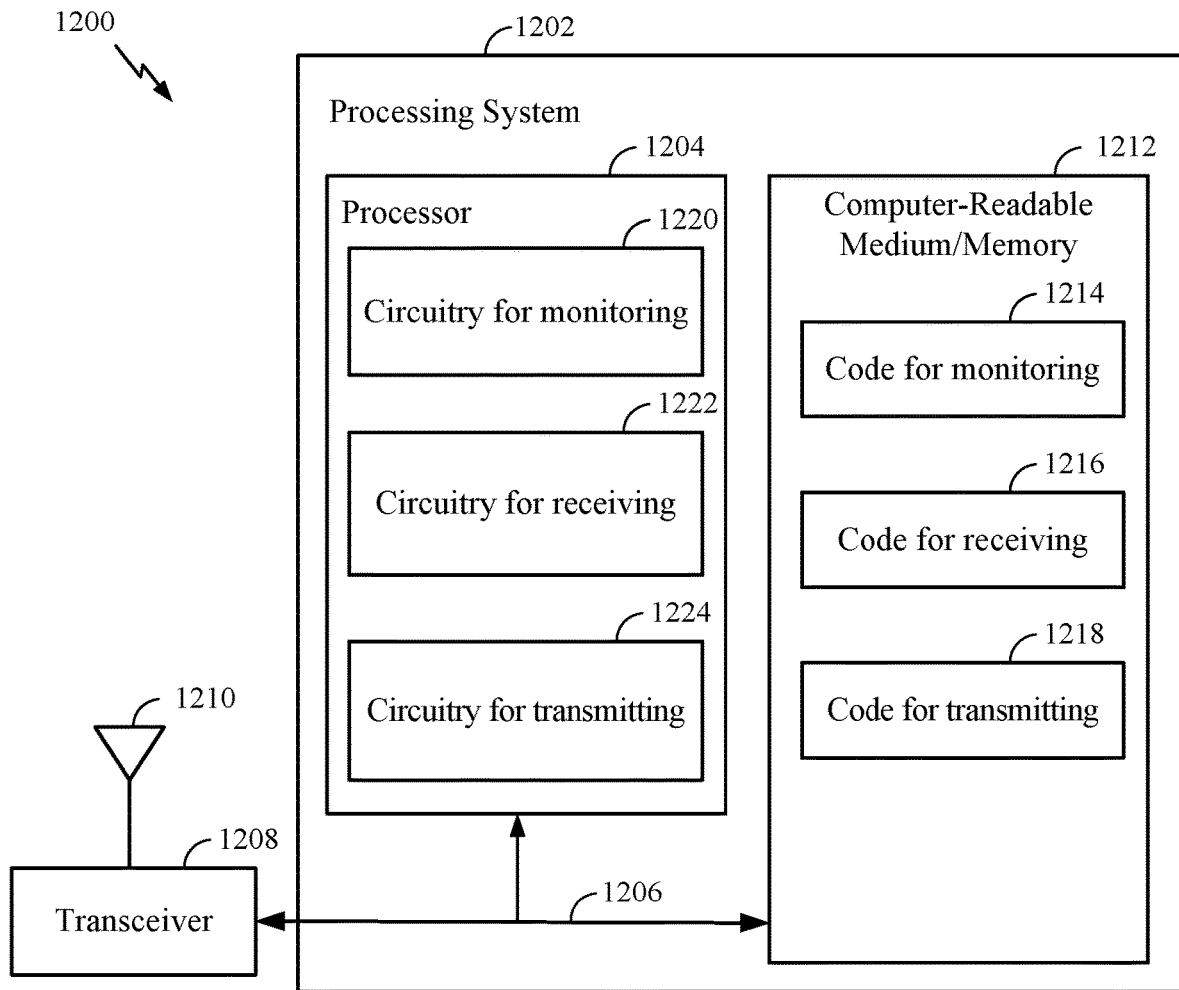 1200
1202
Processing System
1204
1212
Processor
Computer-Readable
Medium/Memory
1220
Circuitry for monitoring
1214
Code for monitoring
1222
Circuitry for receiving
1216
Code for receiving
1224
Circuitry for transmitting
1218
Code for transmitting
1210
1208
Transceiver
1206